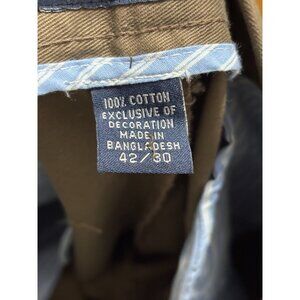 100% COTTON
EXCLUSIVE OF
DECORATION
MADE IN
BANGLADESH
42/30